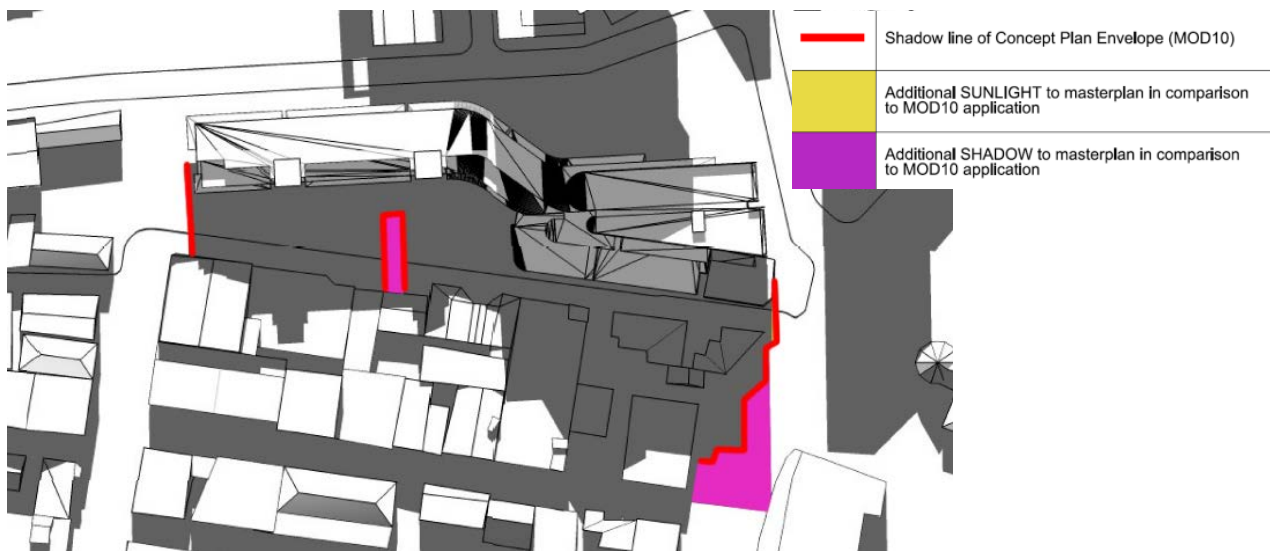 Shadow line of Concept Plan Envelope (MOD10)
Additional SUNLIGHT to masterplan in comparison
to MOD10 application
Additional SHADOW to masterplan in comparison
to MOD10 application